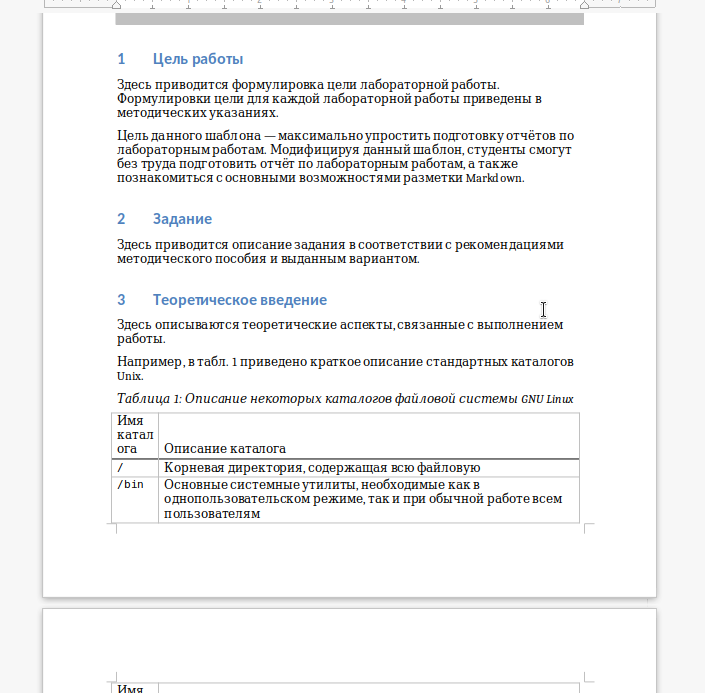 1 Цель работы
Здесь приводится формулировка цели лабораторной работы.
Формулировки цели для каждой лабораторной работы приведены в
методических указаниях.
Цель данного шаблона — максимально упростить подготовку отчётов по
лабораторным работам. Модифицируя данный шаблон, студенты смогут
без труда подготовить отчёт по лабораторным работам, а также
познакомиться с основными возможностями разметки Markdown.
2 Задание
Здесь приводится описание задания в соответствии с рекомендациями
методического пособия и выданным вариантом.
3 Теоретическое введение
Здесь описываются теоретические аспекты, связанные с выполнением
работы.
Например, в табл. 1 приведено краткое описание стандартных каталогов
Unix.
Таблица 1: Описание некоторых каталогов файловой системы GNU Linux
Имя
катал
ога Описание каталога
/ Корневая директория, содержащая всю файловую
/bin Основные системные утилиты, необходимые как в
однопользовательском режиме, так и при обычной работе всем
пользователям
Имя